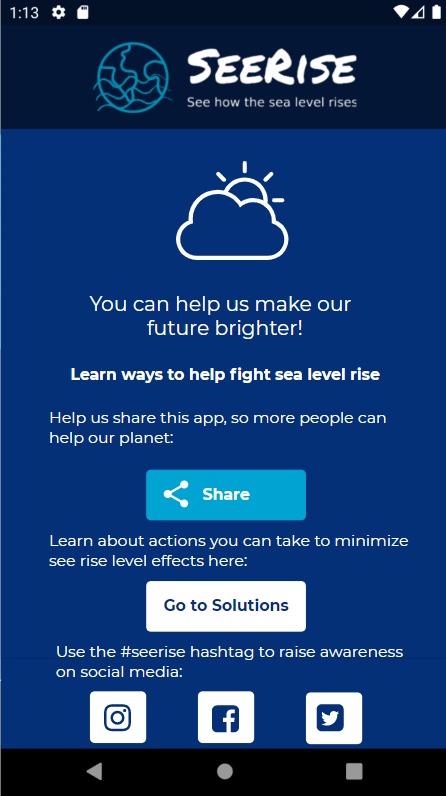 1:13
SEERISE
See how the sea level rises
You can help us make our
future brighter!
Learn ways to help fight sea level rise
Help us share this app, so more people can
help our planet:
Share
Learn about actions you can take to minimize
see rise level effects here:
Go to Solutions
Use the #seerise hashtag to raise awareness
on social media: